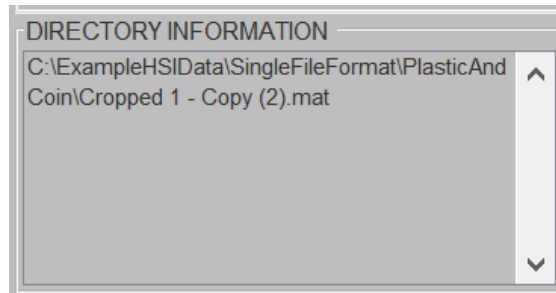 DIRECTORY INFORMATION
C:\ExampleHSIData\SingleFileFormat\PlasticAnd
Coin\Cropped 1 - Copy (2).mat